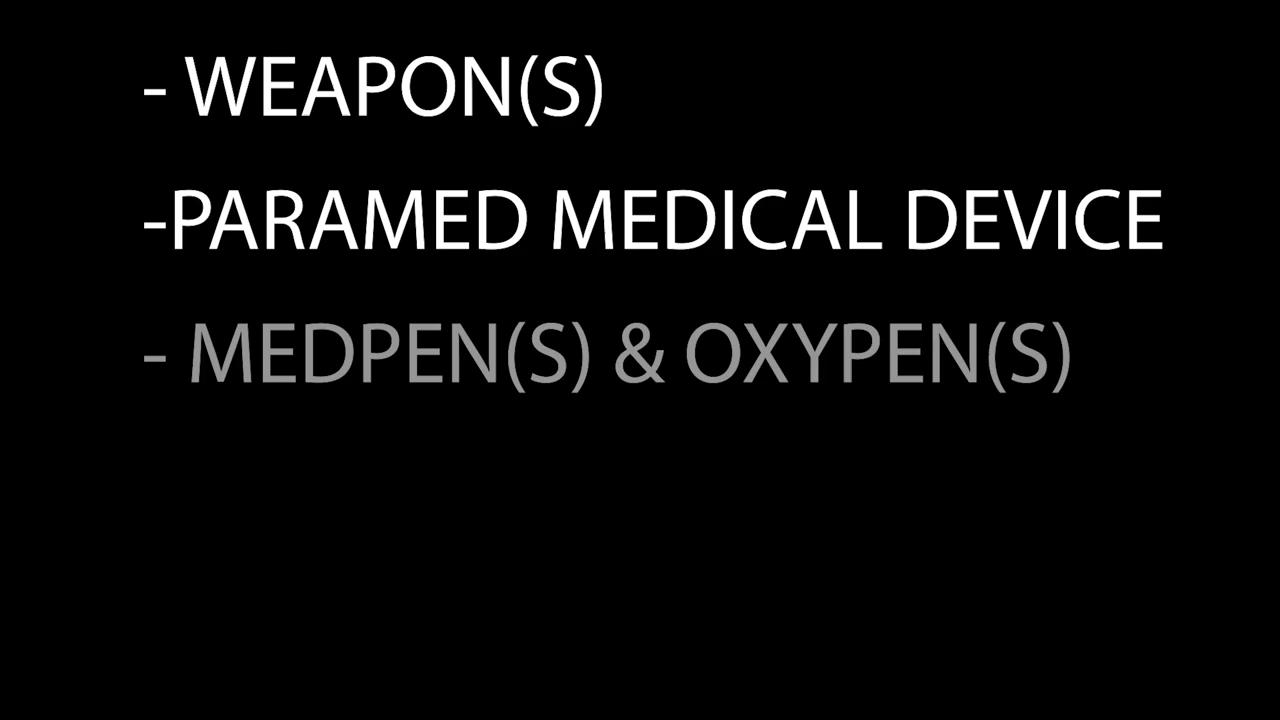 - WEAPON(S)
-PARAMED MEDICAL DEVICE
- MEDPEN(S) & OXYPEN(S)